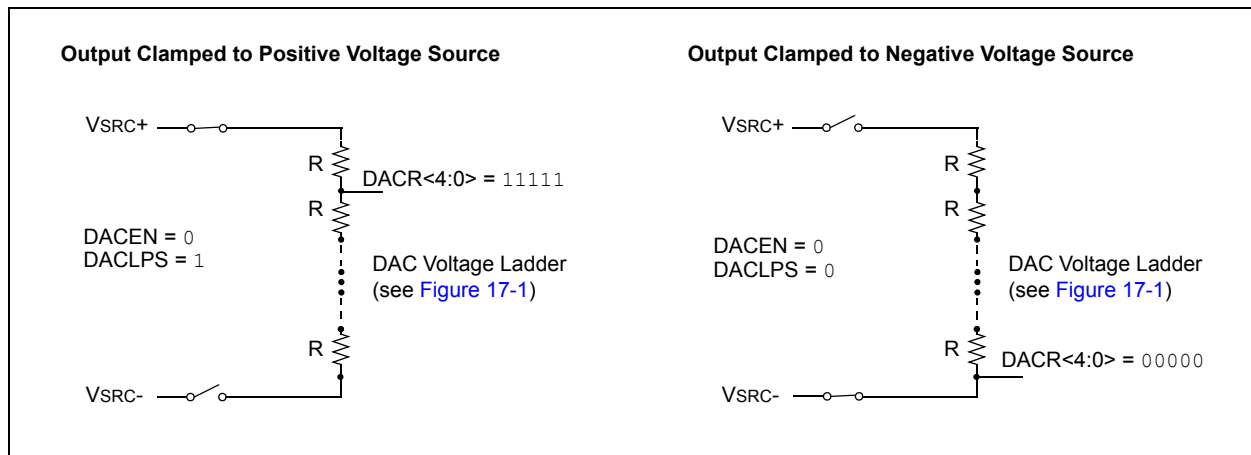 Output Clamped to Positive Voltage Source
VSRC+
R
DACR<4:0> = 11111
R
DACEN = 0
DACLPS = 1
DAC Voltage Ladder
(see Figure 17-1)
R
VSRC-
Output Clamped to Negative Voltage Source
VSRC+
R
R
DACEN = 0
DACLPS = 0
DAC Voltage Ladder
(see Figure 17-1)
R
DACR<4:0> = 00000
VSRC-